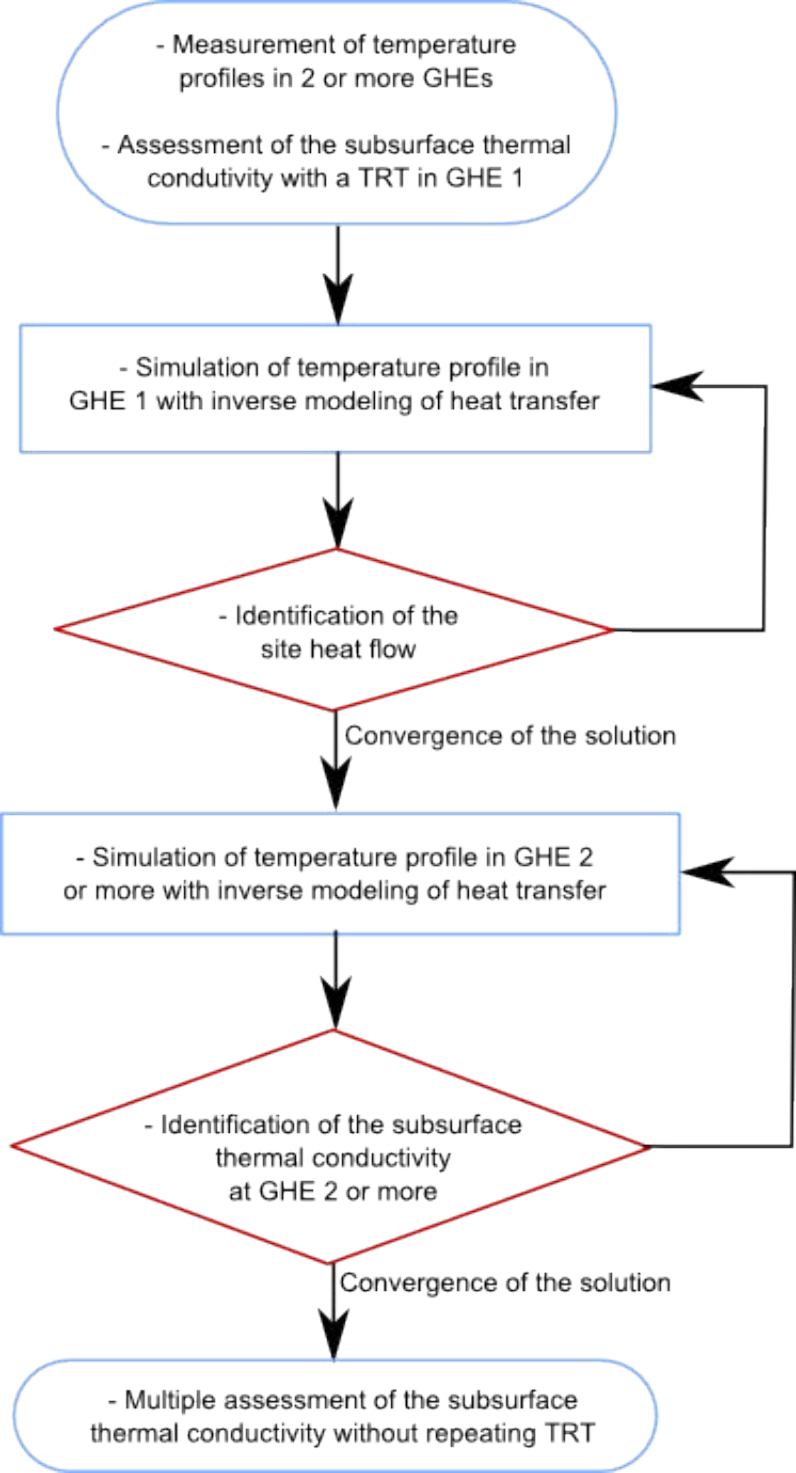 - Measurement of temperature
profiles in 2 or more GHEs
- Assessment of the subsurface thermal
condutivity with a TRT in GHE 1
- Simulation of temperature profile in
GHE 1 with inverse modeling of heat transfer
- Identification of the
site heat flow
Convergence of the solution
- Simulation of temperature profile in GHE 2
or more with inverse modeling of heat transfer
- Identification of the subsurface
thermal conductivity
at GHE 2 or more
Convergence of the solution
- Multiple assessment of the subsurface
thermal conductivity without repeating TRT